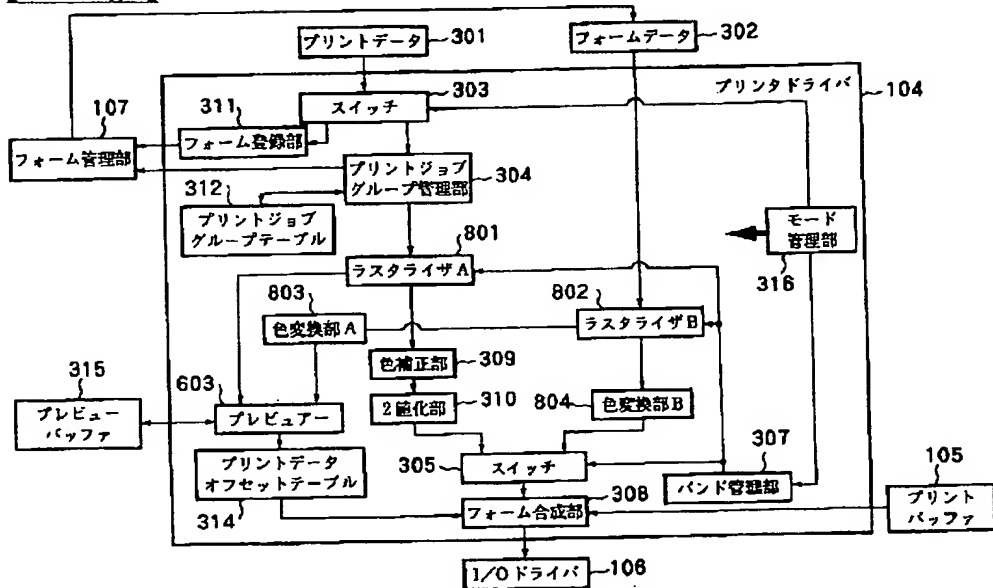 プリントデータ
301
フォームデータ
302
プリンタドライバ
104
303
スイッチ
311
フォーム登録部
107
フォーム管理部
プリントジョブ
グループ管理部
304
312
プリントジョブ
グループテーブル
モード
管理部
316
801
ラスタライザA
803
色変換部A
802
ラスタライザB
色補正部
309
315
プレビュー
バッファ
603
プレビュアー
2値化部
310
804
色変換部B
307
バンド管理部
105
プリント
バッファ
305
スイッチ
プリントデータ
オフセットテーブル
314
308
フォーム合成部
I/Oドライバ
106